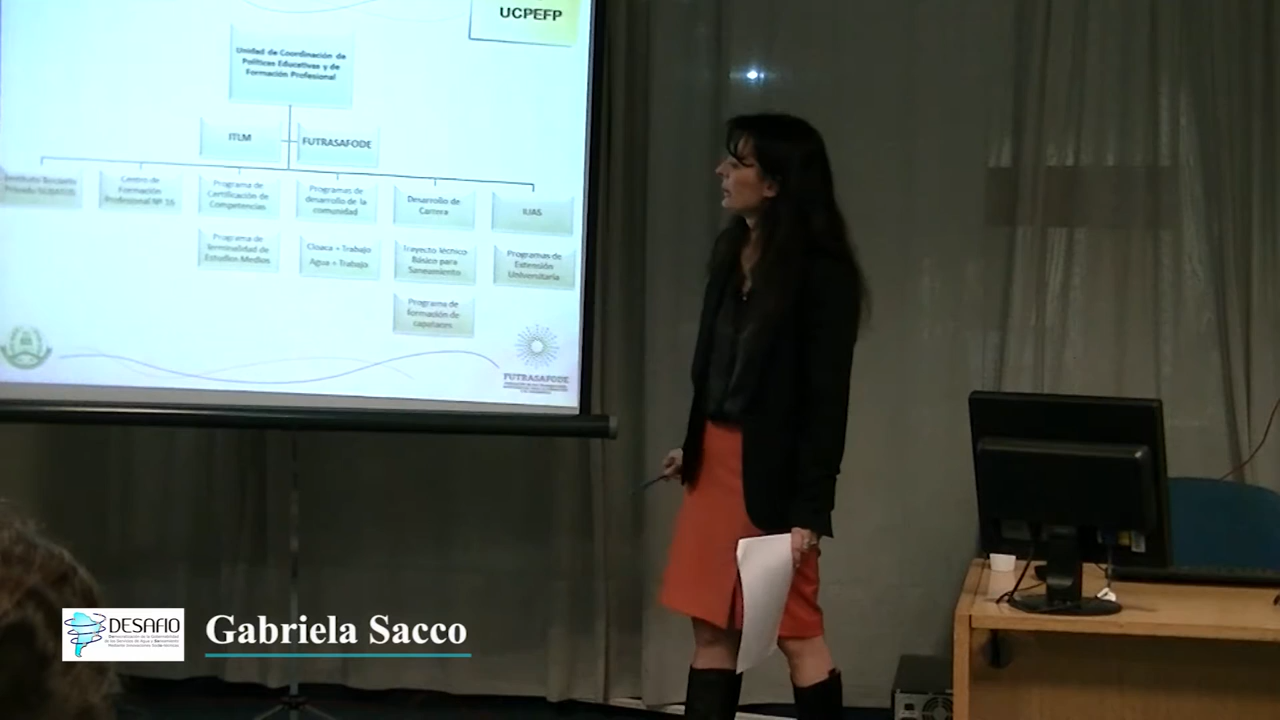 UCPEFP
Unidad de Coordinación de
Políticas Educativas y de
Formación Profesional
ITLM
FUTRASAFODE
Centro de
Formación
Profesional Nº 16
Programa de
Certificación de
Competencias
Programas de
desarrollo de la
comunidad
Desarrollo de
Carrera
IUAS
Programa de
Terminalidad de
Estudios Medios
Cloaca + Trabajo
Agua + Trabajo
Trayecto Técnico
Básico para
Saneamiento
Programas de
Extensión
Universitaria
Programa de
formación de
capataces
FUTRASAFODE
DESAFIO
Gabriela Sacco